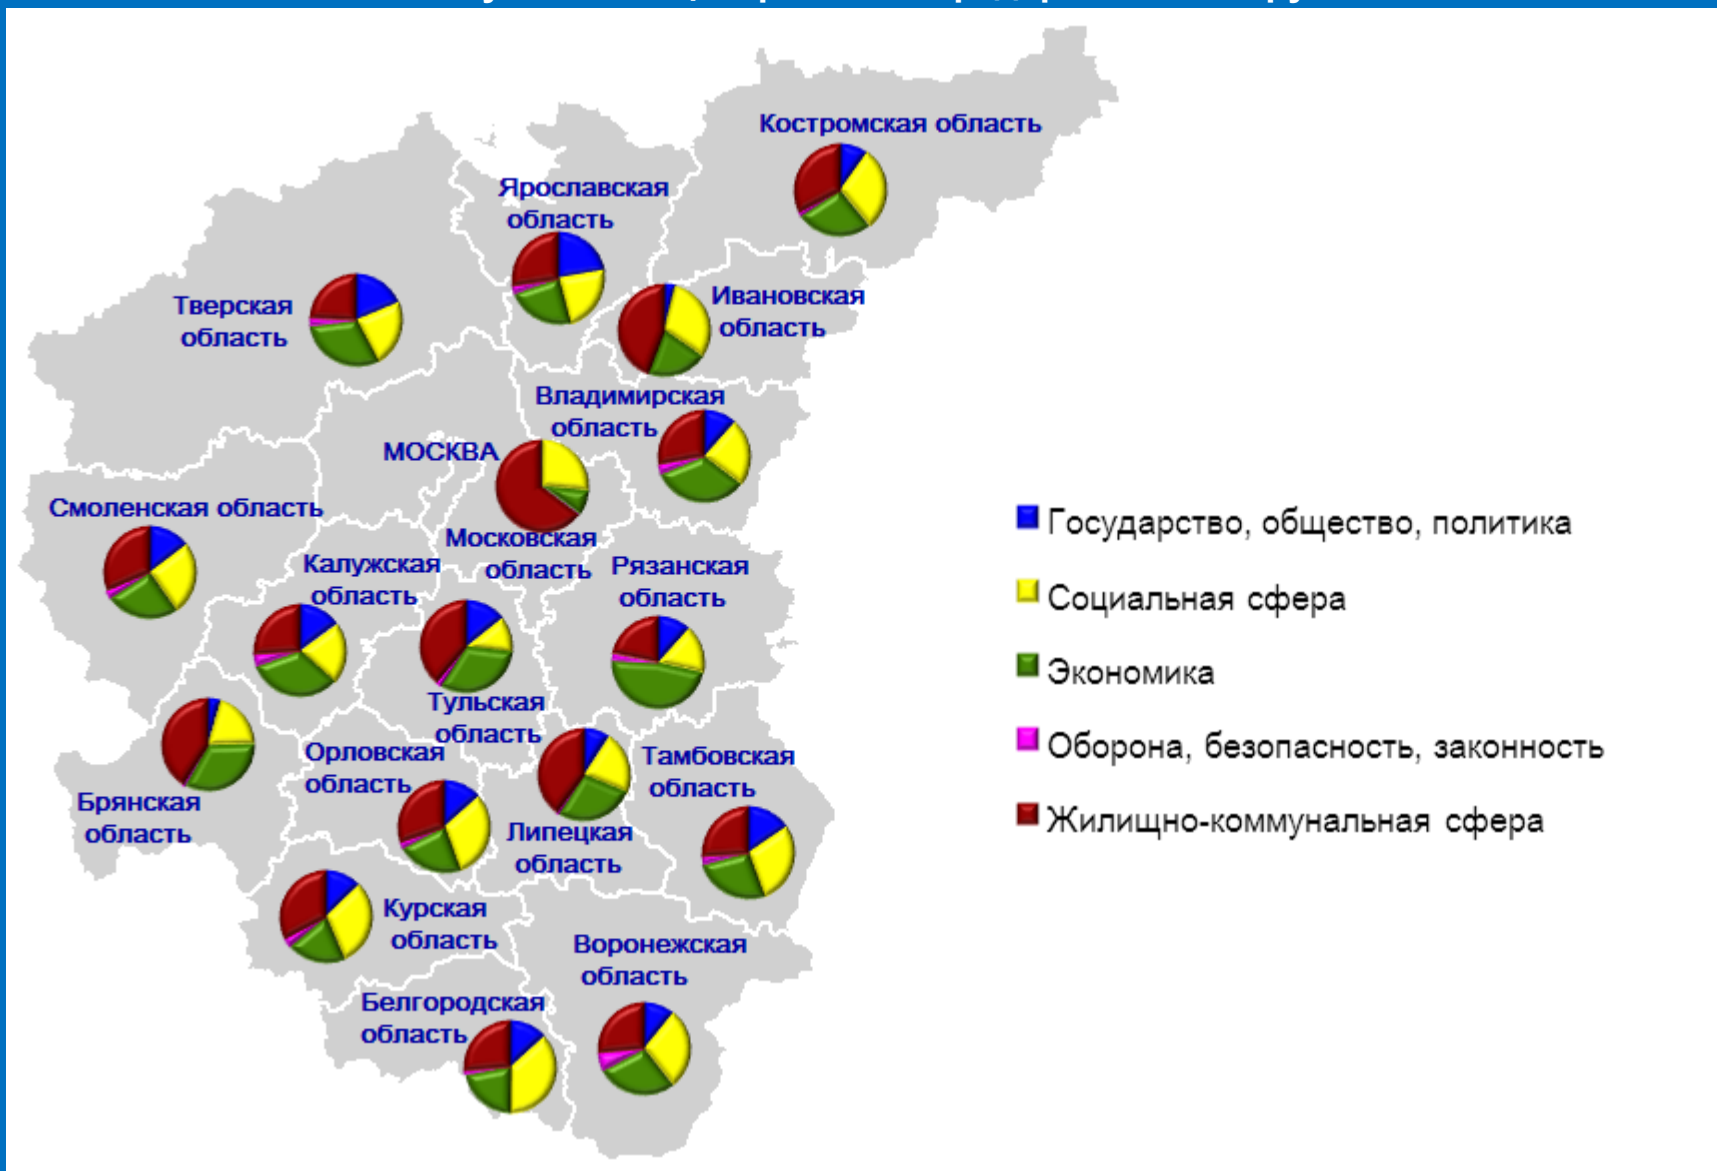 Костромская область
Ярославская
область
Тверская
область
Ивановская
область
Владимирская
область
МОСКВА
Смоленская область
Московская
область
Калужская
область
Рязанская
область
Тульская
область
Орловская
область
Тамбовская
область
Брянская
область
Липецкая
область
Курская
область
Воронежская
область
Белгородская
область
Государство, общество, политика
Социальная сфера
Экономика
Оборона, безопасность, законность
Жилищно-коммунальная сфера